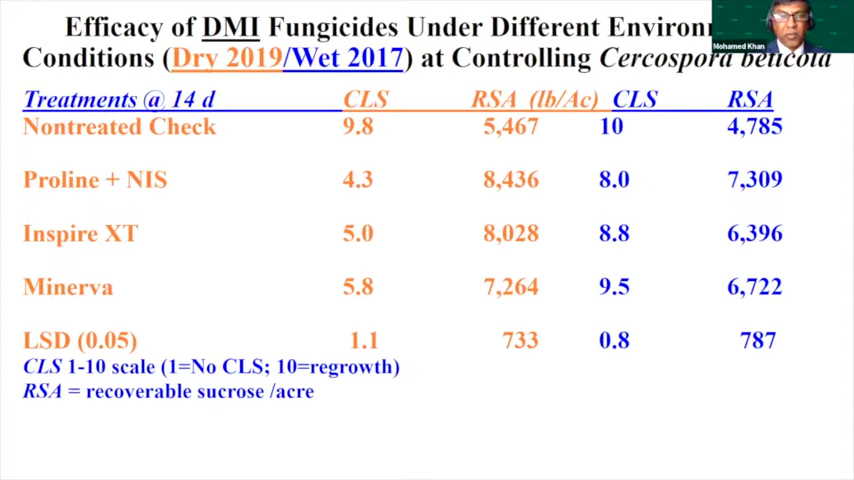 Efficacy of DMI Fungicides Under Different
Mohamed Khan
Conditions (Dry 2019/Wet 2017) at Controlling Cercospora beticola
Treatments @ 14 d CLS RSA (lb/Ac) CLS RSA
Nontreated Check 9.8 5,467 10 4,785
Proline + NIS 4.3 8,436 8.0 7,309
Inspire XT 5.0 8,028 8.8 6,396
Minerva 5.8 7,264 9.5 6,722
LSD (0.05) 1.1 733 0.8 787
CLS 1-10 scale (1=No CLS; 10=regrowth)
RSA = recoverable sucrose /acre